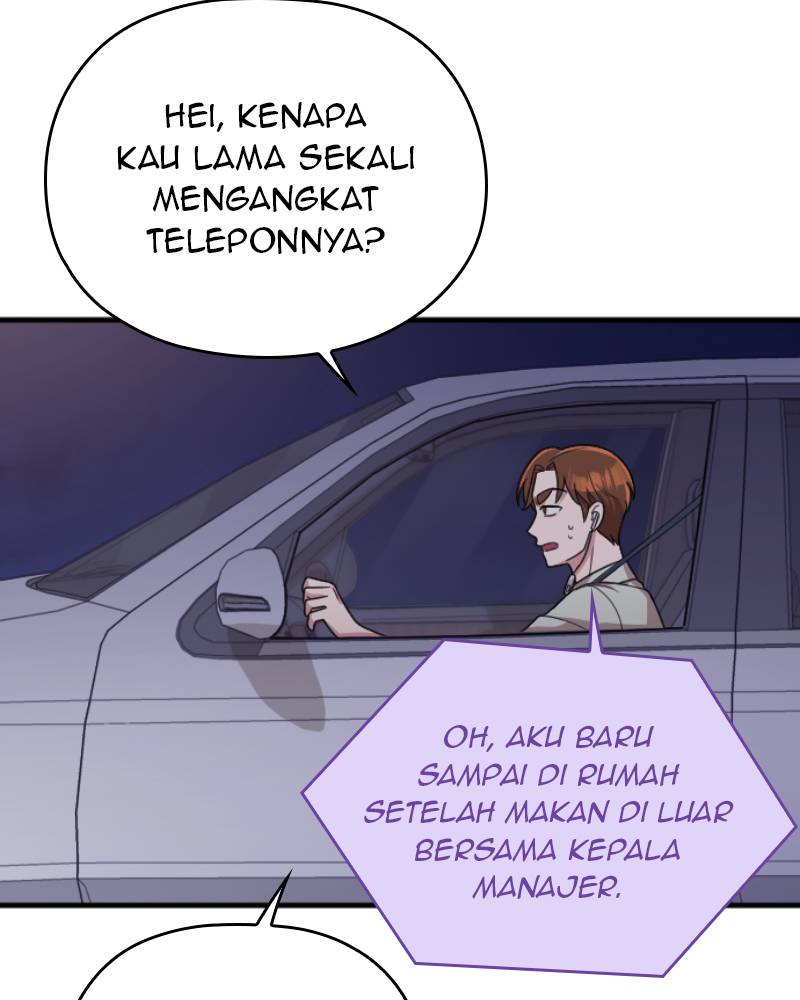 HEI, KENAPA
KAU LAMA SEKALI
MENGANGKAT
TELEPONNYA?
OH, AKU BARU
SAMPAI DI RUMAH
SETELAH MAKAN DI LUAR
BERSAMA KEPALA
MANAJER.